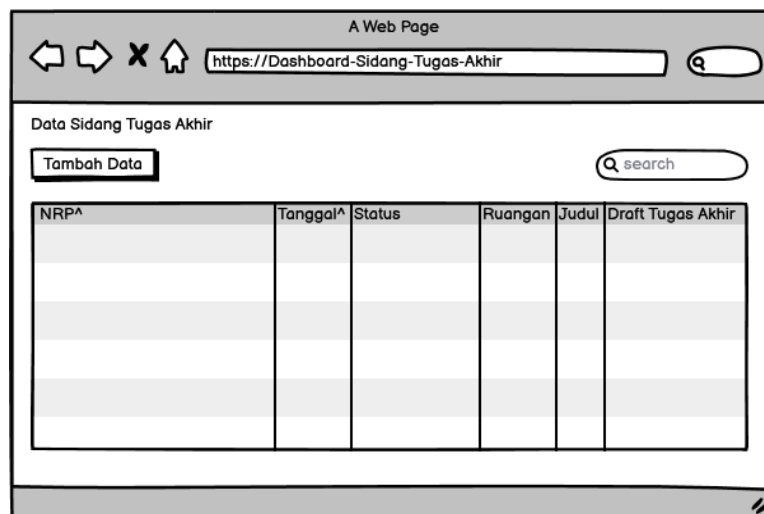 A Web Page
https://Dashboard-Sidang-Tugas-Akhir
Data Sidang Tugas Akhir
Tambah Data
search
NRP^ Tanggal^ Status Ruangan Judul Draft Tugas Akhir